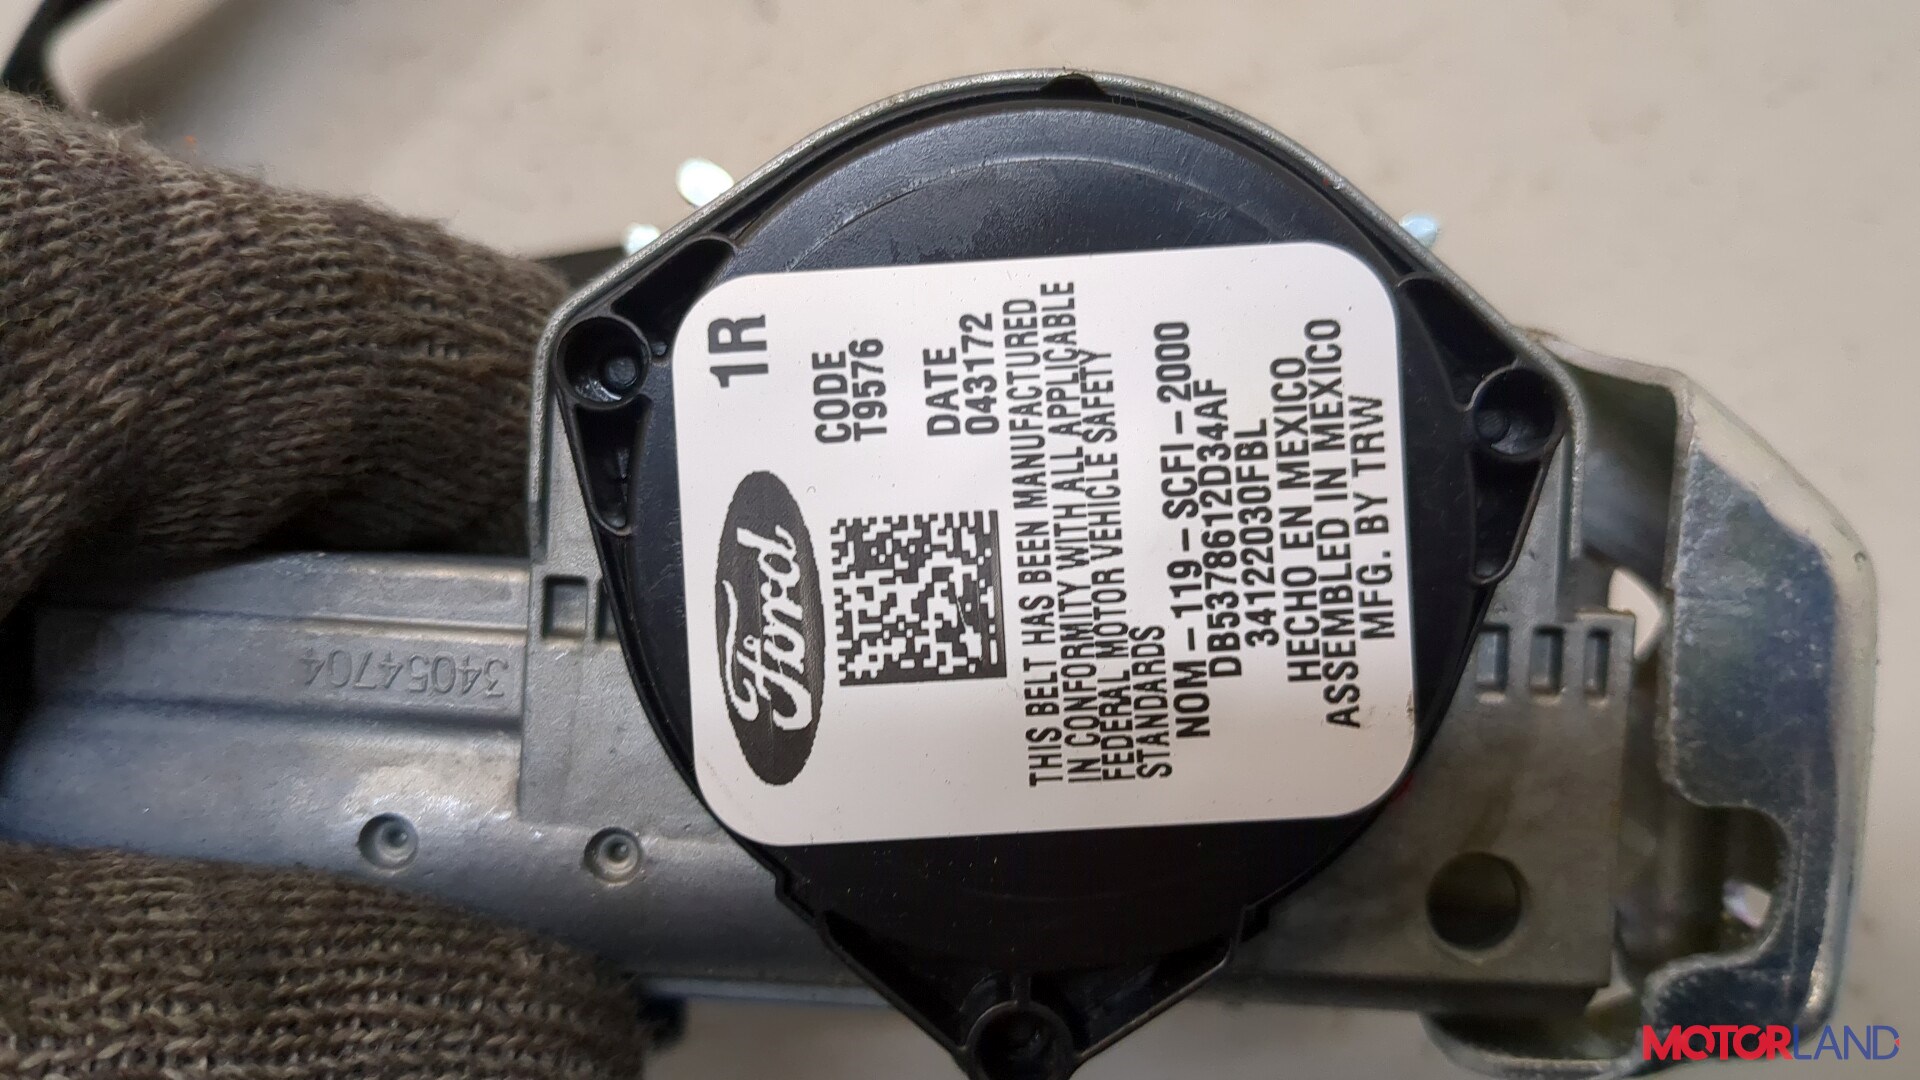 1R
CODE
T9576
DATE
043172
Ford
THIS BELT HAS BEEN MANUFACTURED
IN CONFORMITY WITH ALL APPLICABLE
FEDERAL MOTOR VEHICLE SAFETY
STANDARDS
NOM-119-SCFI-2000
DB5378612D34AF
34122030FBL
HECHO EN MEXICO
ASSEMBLED IN MEXICO
MFG. BY TRW
34054704
MOTORLAND